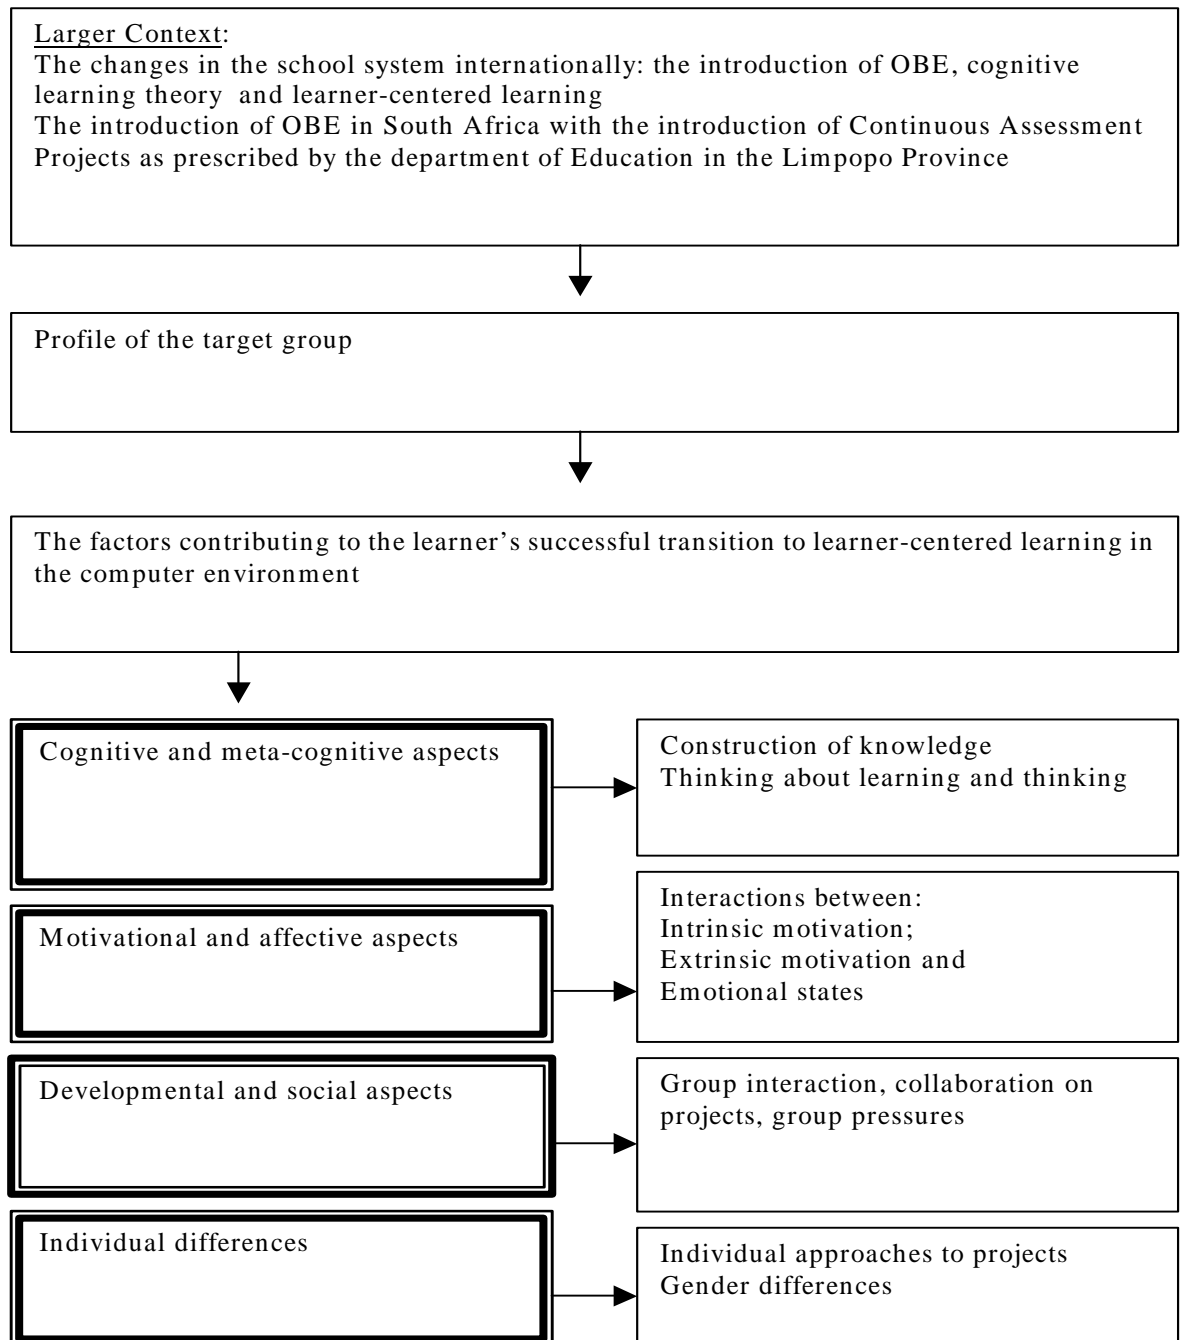 Larger Context:
The changes in the school system internationally: the introduction of OBE, cognitive
learning theory and learner-centered learning
The introduction of OBE in South Africa with the introduction of Continuous Assessment
Projects as prescribed by the department of Education in the Limpopo Province
Profile of the target group
The factors contributing to the learner’s successful transition to learner-centered learning in
the computer environment
Cognitive and meta-cognitive aspects
Construction of knowledge
Thinking about learning and thinking
Motivational and affective aspects
Interactions between:
Intrinsic motivation;
Extrinsic motivation and
Emotional states
Developmental and social aspects
Group interaction, collaboration on
projects, group pressures
Individual differences
Individual approaches to projects
Gender differences